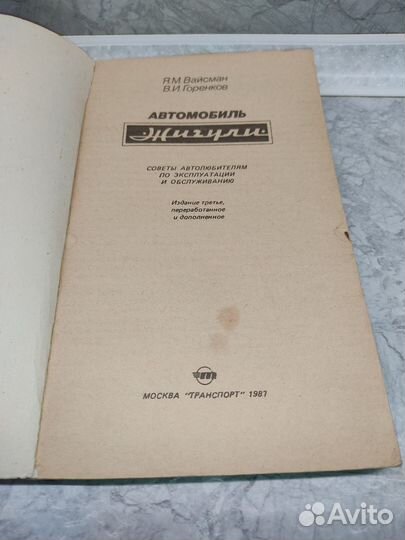 Я.М. Вайсман
В.И. Горенков
АВТОМОБИЛЬ
Жигули
СОВЕТЫ АВТОЛЮБИТЕЛЯМ
ПО ЭКСПЛУАТАЦИИ
И ОБСЛУЖИВАНИЮ
Издание третье,
переработанное
и дополненное
МОСКВА "ТРАНСПОРТ" 1987
Avito